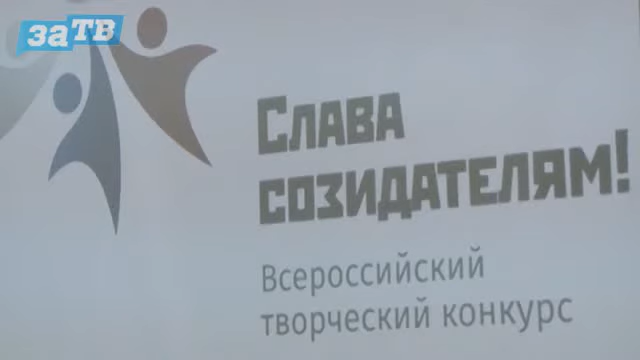 заТВ
Слава
созидателям!
Всероссийский
творческий конкурс